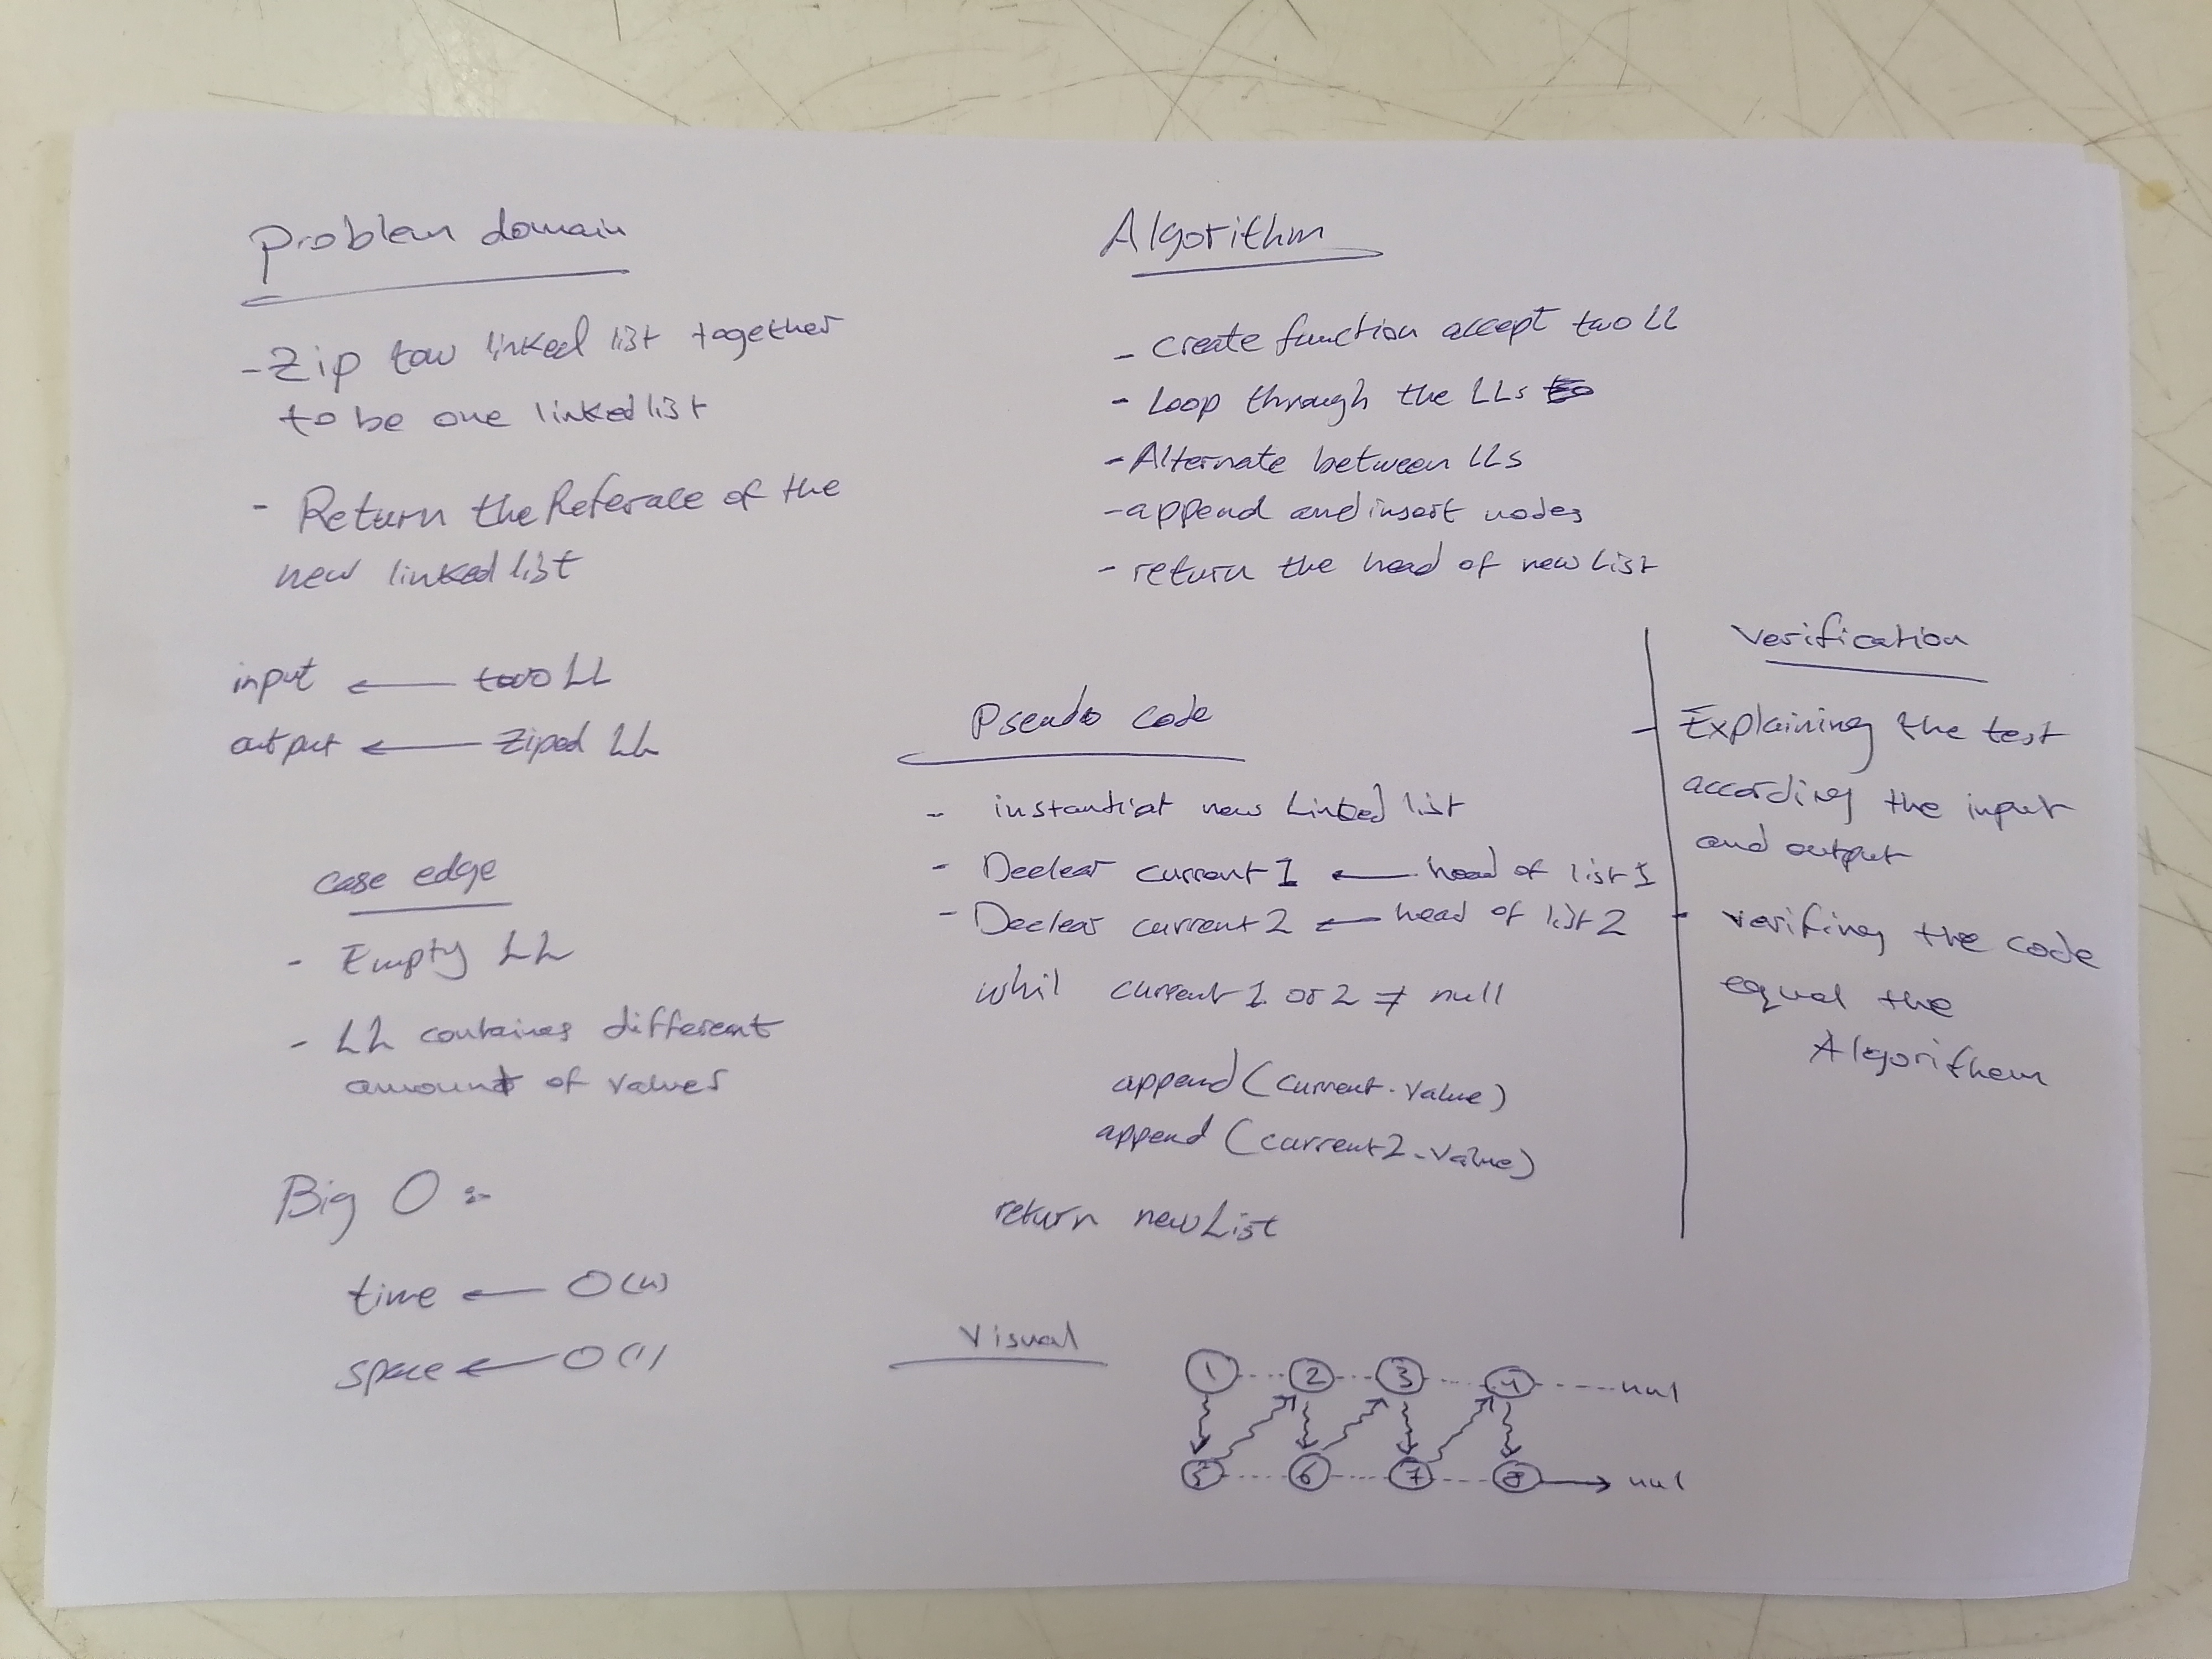 Problem domain
- Zip tow linked list together
to be one linked list
- Return the Referace of the
new linked list
input ← two LL
output ← Ziped LL
case edge
- Empty LL
- LL containes different
amount of values
Big O :-
time ← O(n)
space ← O(1)
Algorithm
- create function accept two LL
- Loop through the LLs
- Alternate between LLs
- append and insert nodes
- return the head of new List
Pseudo code
- instantiat new Linked list
- Declear current 1 ← head of list 1
- Declear current 2 ← head of list 2
whil current 1 or 2 ≠ null
append (current.value)
append (current2.value)
return newList
Verification
- Explaining the test
according the input
and output
- verifing the code
equal the
Algorithem
Visual
1 2 3 4 nul
5 6 7 8 → nul